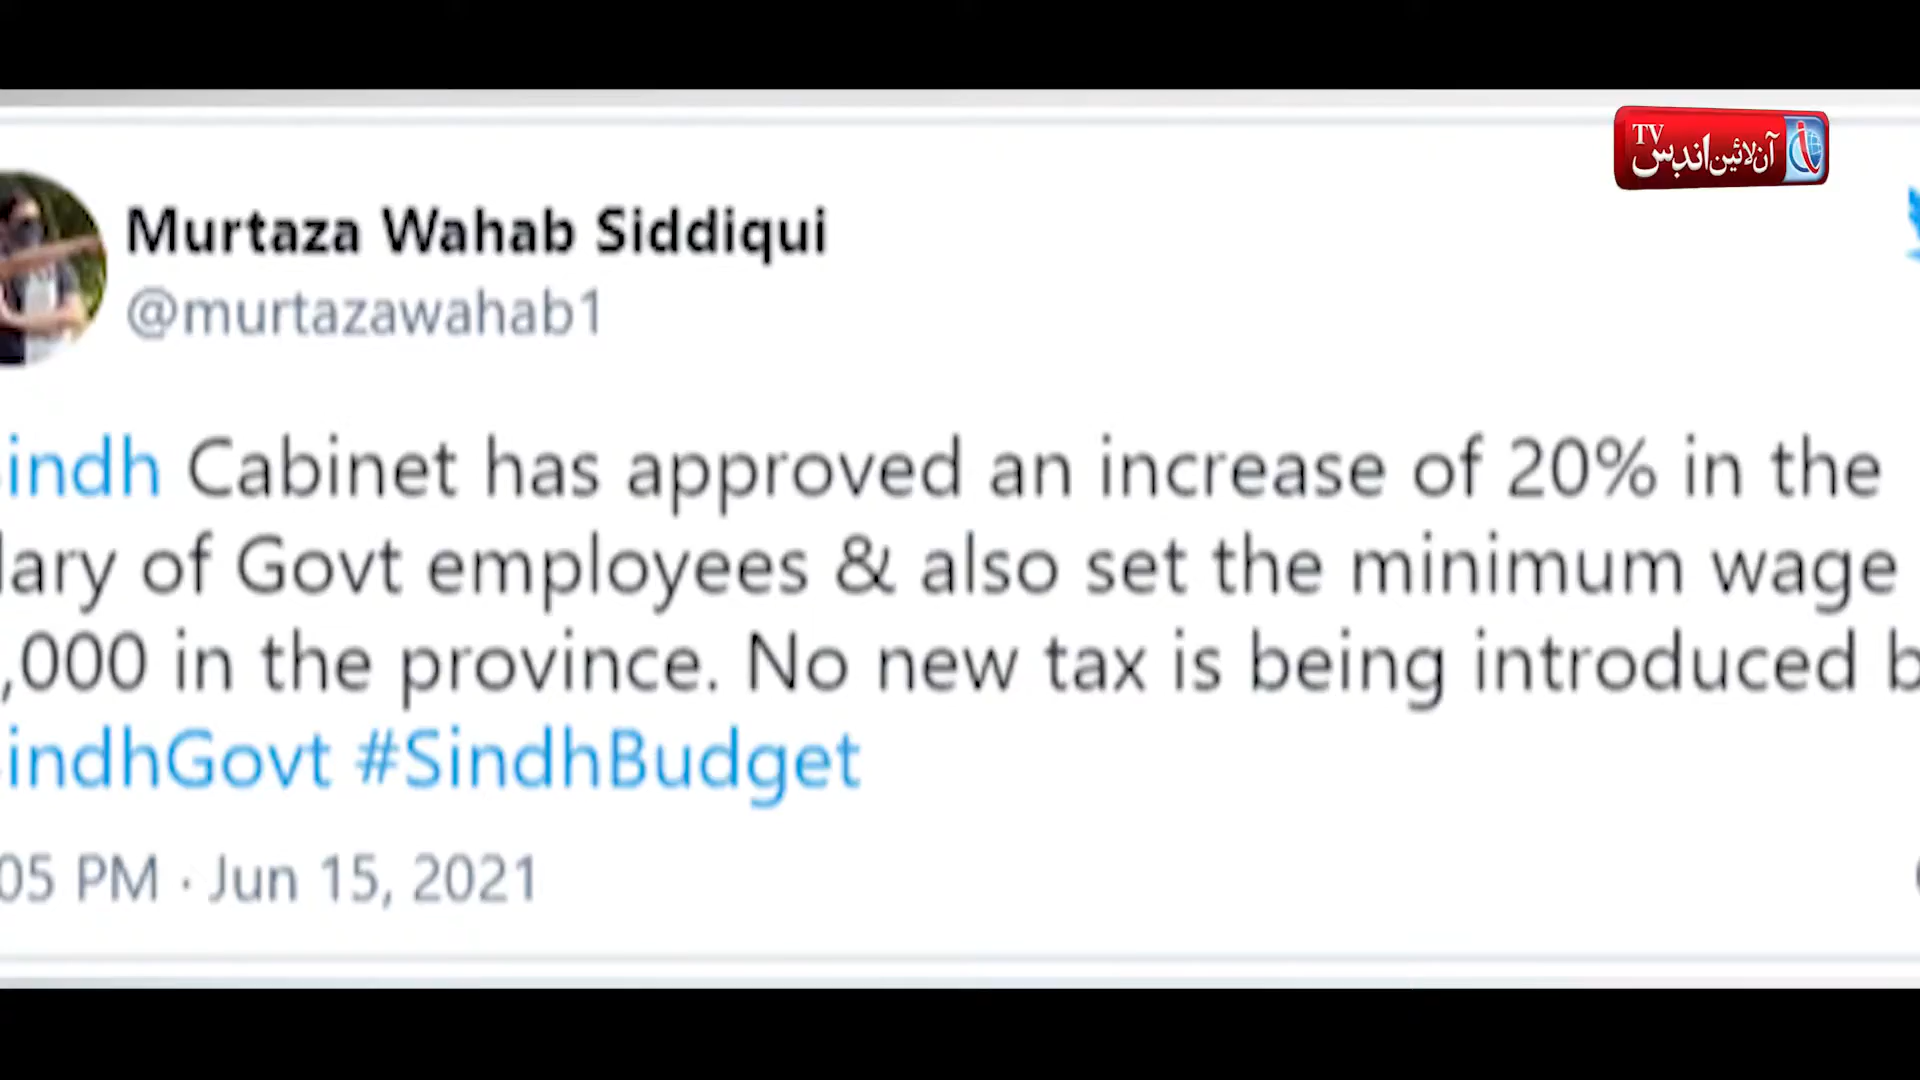 TV آن لائین انڊس
Murtaza Wahab Siddiqui
@murtazawahab1
indh Cabinet has approved an increase of 20% in the
lary of Govt employees & also set the minimum wage
,000 in the province. No new tax is being introduced b
indhGovt #SindhBudget
05 PM · Jun 15, 2021